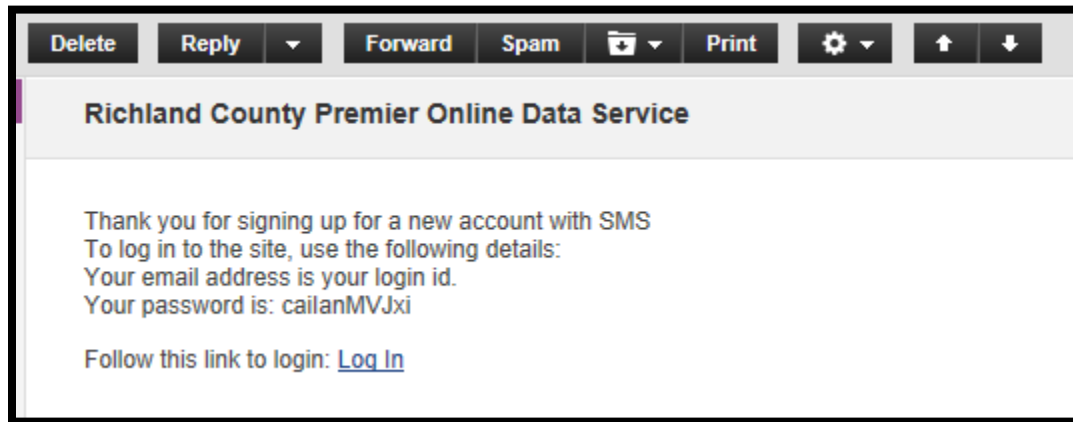 Delete Reply Forward Spam Print
Richland County Premier Online Data Service
Thank you for signing up for a new account with SMS
To log in to the site, use the following details:
Your email address is your login id.
Your password is: cailanMVJxi
Follow this link to login: Log In